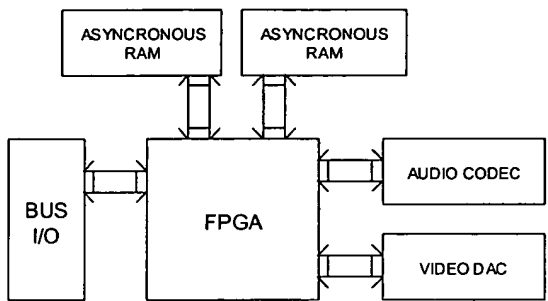 ASYNCRONOUS
RAM
ASYNCRONOUS
RAM
BUS
I/O
FPGA
AUDIO CODEC
VIDEO DAC